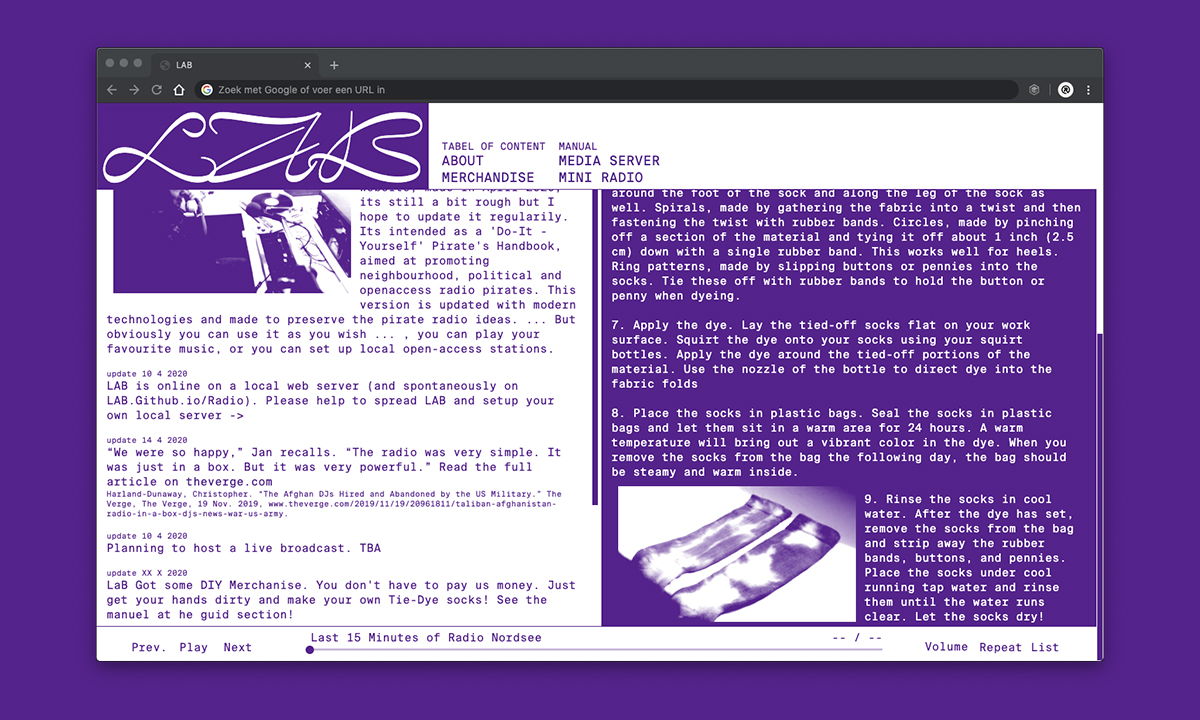 LAB
Zoek met Google of voer een URL in
LAB
TABEL OF CONTENT
ABOUT
MERCHANDISE
MANUAL
MEDIA SERVER
MINI RADIO
website, made in April 2020,
its still a bit rough but I
hope to update it regularily.
Its intended as a 'Do-It -
Yourself' Pirate's Handbook,
aimed at promoting
neighbourhood, political and
openaccess radio pirates. This
version is updated with modern
technologies and made to preserve the pirate radio ideas. ... But
obviously you can use it as you wish ... , you can play your
favourite music, or you can set up local open-access stations.
update 10 4 2020
LAB is online on a local web server (and spontaneously on
LAB.Github.io/Radio). Please help to spread LAB and setup your
own local server ->
update 14 4 2020
“We were so happy,” Jan recalls. “The radio was very simple. It
was just in a box. But it was very powerful.” Read the full
article on theverge.com
Harland-Dunaway, Christopher. “The Afghan DJs Hired and Abandoned by the US Military.” The
Verge, The Verge, 19 Nov. 2019, www.theverge.com/2019/11/19/20961811/taliban-afghanistan-
radio-in-a-box-djs-news-war-us-army.
update 10 4 2020
Planning to host a live broadcast. TBA
update XX X 2020
LaB Got some DIY Merchanise. You don't have to pay us money. Just
get your hands dirty and make your own Tie-Dye socks! See the
manuel at he guid section!
around the foot of the sock and along the leg of the sock as
well. Spirals, made by gathering the fabric into a twist and then
fastening the twist with rubber bands. Circles, made by pinching
off a section of the material and tying it off about 1 inch (2.5
cm) down with a single rubber band. This works well for heels.
Ring patterns, made by slipping buttons or pennies into the
socks. Tie these off with rubber bands to hold the button or
penny when dyeing.
7. Apply the dye. Lay the tied-off socks flat on your work
surface. Squirt the dye onto your socks using your squirt
bottles. Apply the dye around the tied-off portions of the
material. Use the nozzle of the bottle to direct dye into the
fabric folds
8. Place the socks in plastic bags. Seal the socks in plastic
bags and let them sit in a warm area for 24 hours. A warm
temperature will bring out a vibrant color in the dye. When you
remove the socks from the bag the following day, the bag should
be steamy and warm inside.
9. Rinse the socks in cool
water. After the dye has set,
remove the socks from the bag
and strip away the rubber
bands, buttons, and pennies.
Place the socks under cool
running tap water and rinse
them until the water runs
clear. Let the socks dry!
Prev. Play Next
Last 15 Minutes of Radio Nordsee
-- / --
Volume Repeat List